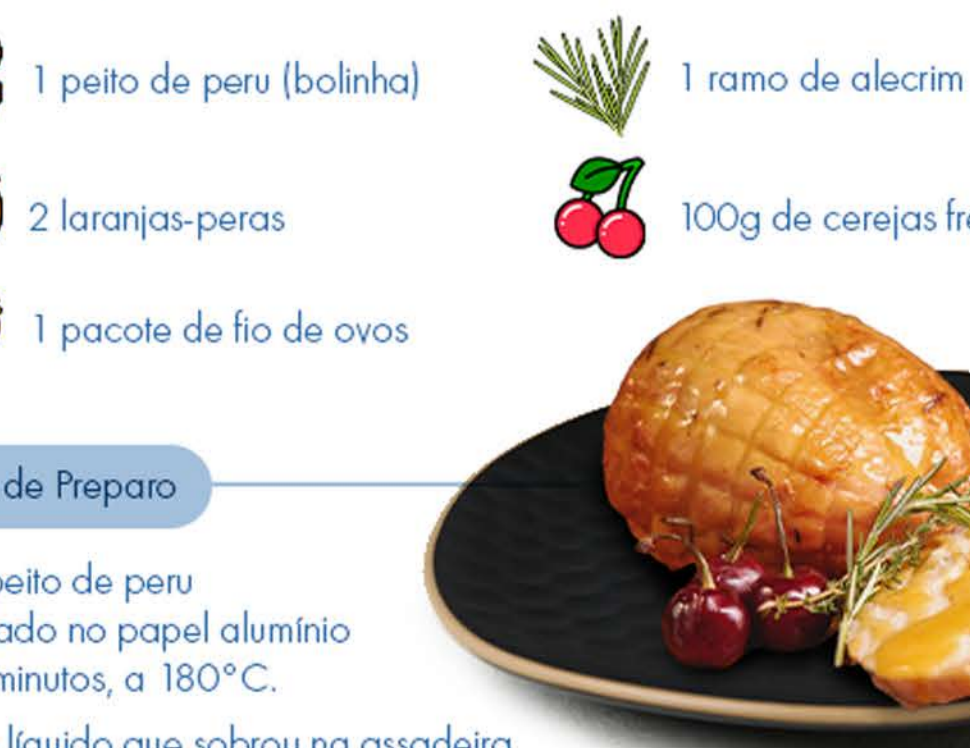 1 peito de peru (bolinha)
1 ramo de alecrim
2 laranjas-peras
100g de cerejas
1 pacote de fio de ovos
de Preparo
peito de peru
no papel alumínio
minutos, a 180°C.
líquido que sobrou na assadeira